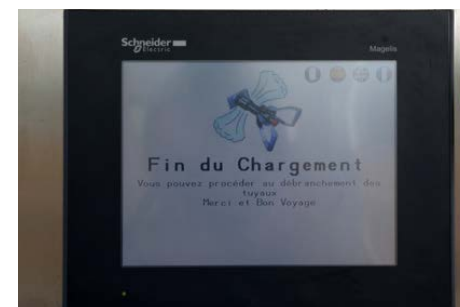 Schneider
Electric
Magelis
Fin du Chargement
Vous pouvez procéder au débranchement des
tuyaux
Merci et Bon Voyage